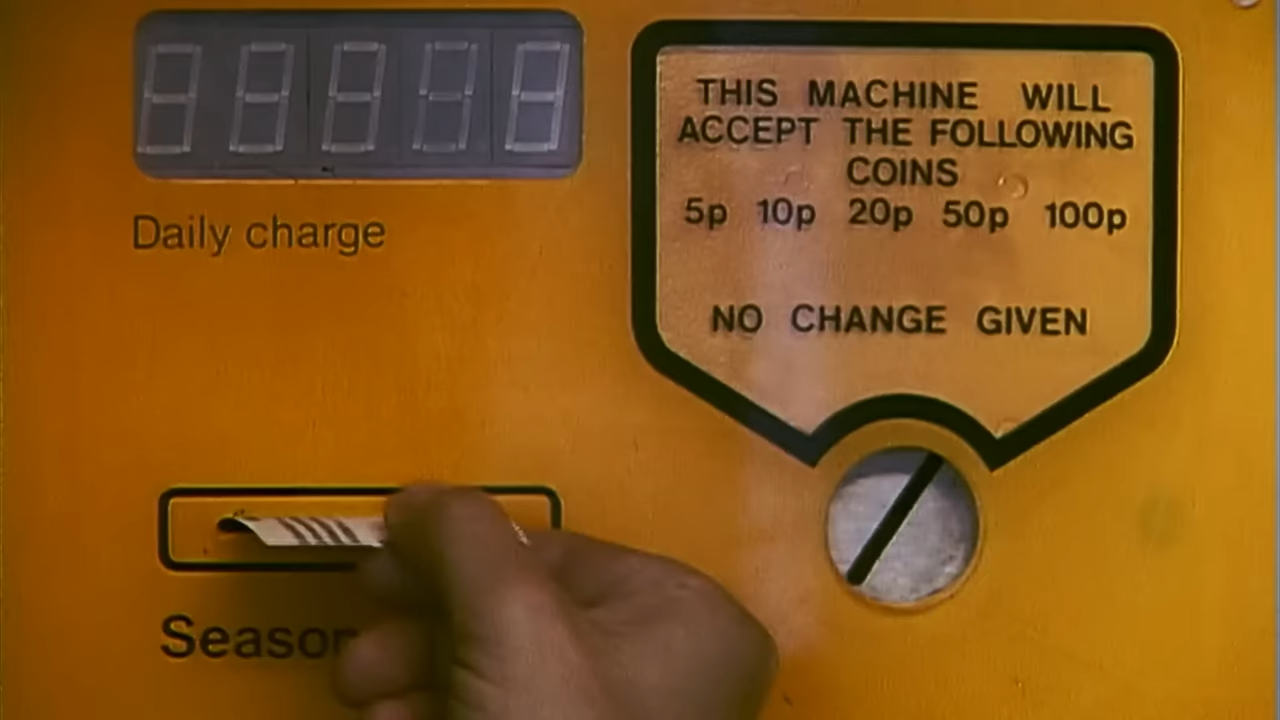 Daily charge
THIS MACHINE WILL
ACCEPT THE FOLLOWING
COINS
5p 10p 20p 50p 100p
NO CHANGE GIVEN